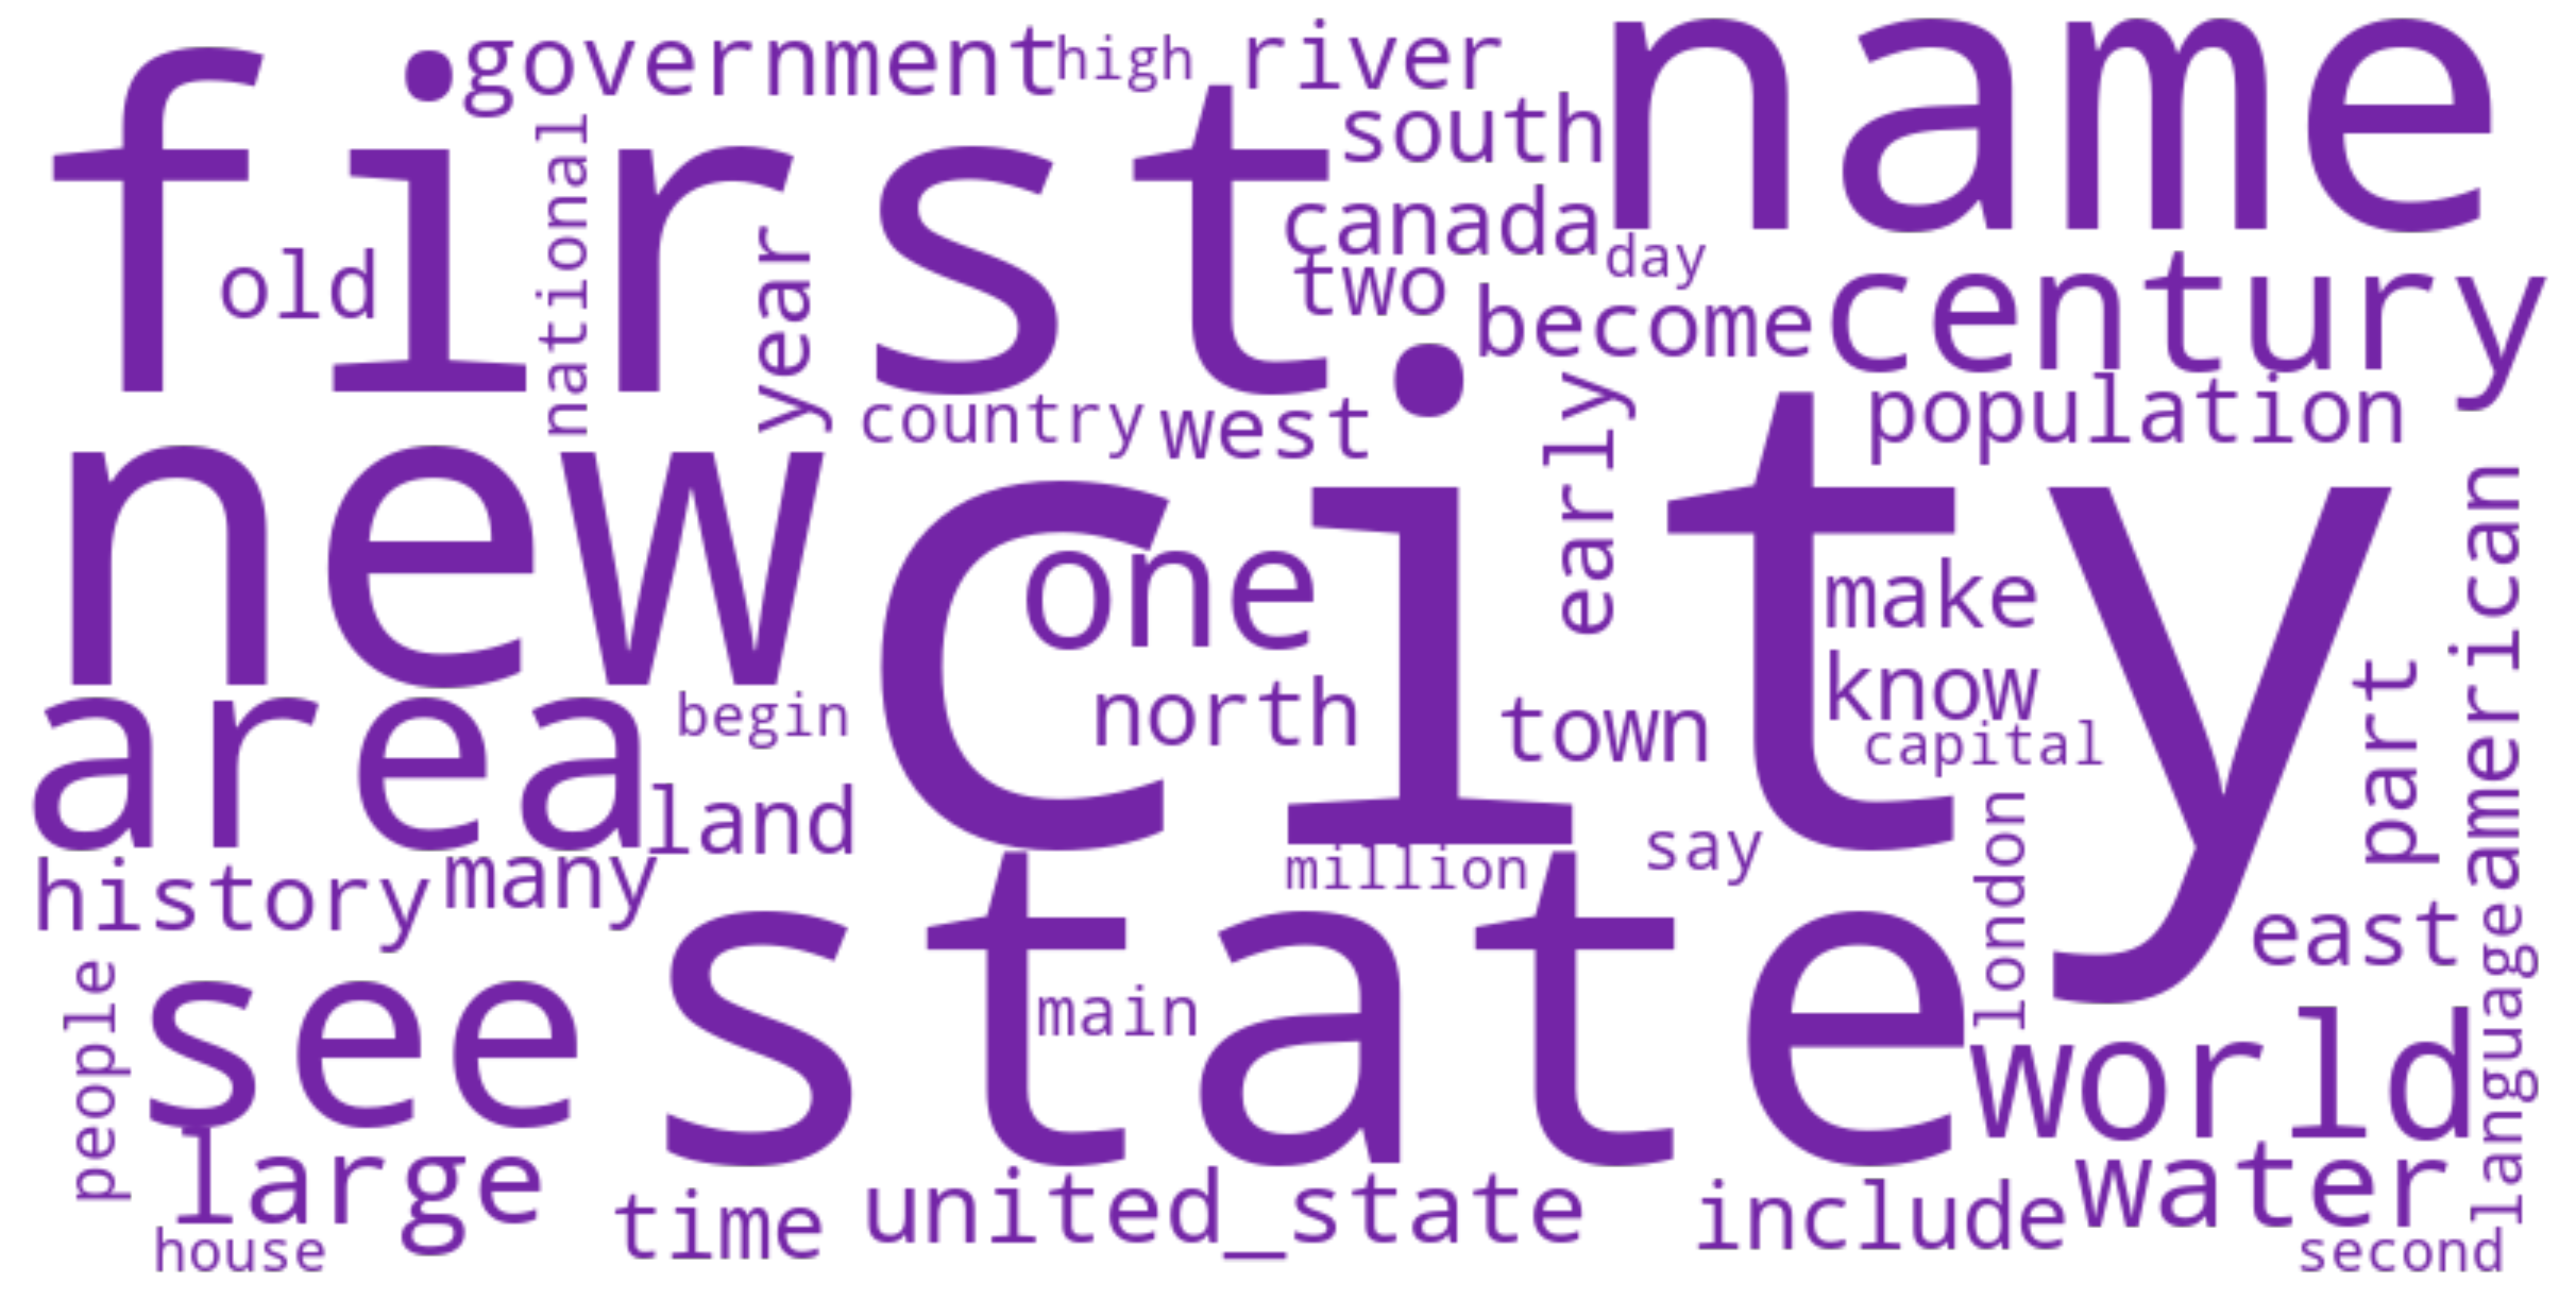 first
government
high
river
name
south
national
canada
day
old
year
two
become
century
country
west
early
population
new
city
one
make
american
north
know
part
area
begin
town
capital
land
say
london
history
many
million
east
language
people
see
state
main
world
large
time
united_state
include
water
house
second